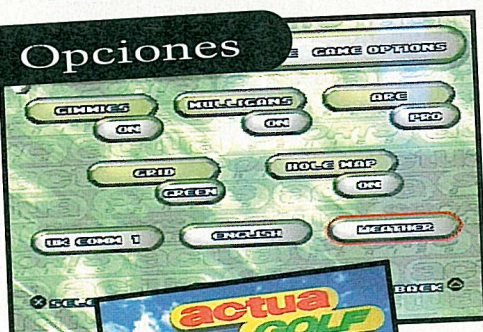 Opciones
GAME OPTIONS
GIMMIES MULLIGANS ARE
ON ON PRO
GRID HOLE MAP
GREEN ON
UK COMM 1 ENGLISH WEATHER
BACK
actua
GOLF